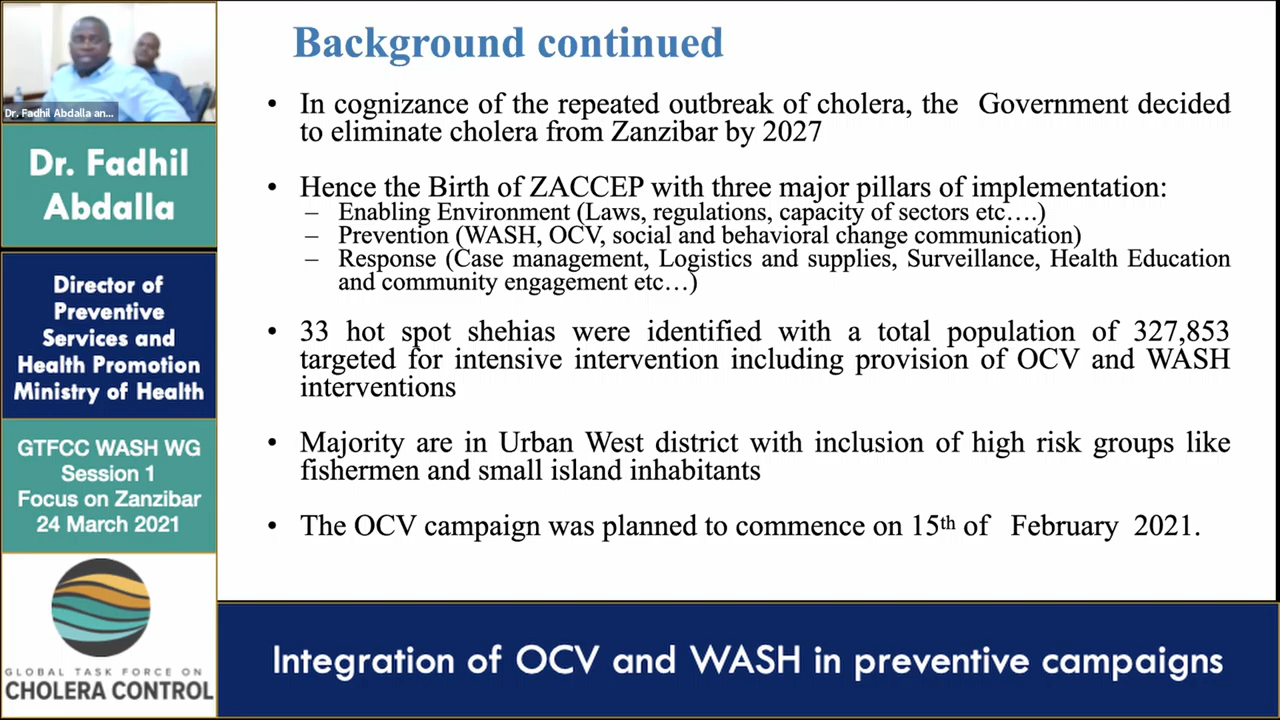 Dr. Fadhil Abdalla an...
Dr. Fadhil
Abdalla
Director of
Preventive
Services and
Health Promotion
Ministry of Health
GTFCC WASH WG
Session 1
Focus on Zanzibar
24 March 2021
GLOBAL TASK FORCE ON
CHOLERA CONTROL
Background continued
• In cognizance of the repeated outbreak of cholera, the Government decided
to eliminate cholera from Zanzibar by 2027
• Hence the Birth of ZACCEP with three major pillars of implementation:
– Enabling Environment (Laws, regulations, capacity of sectors etc….)
– Prevention (WASH, OCV, social and behavioral change communication)
– Response (Case management, Logistics and supplies, Surveillance, Health Education
and community engagement etc…)
• 33 hot spot shehias were identified with a total population of 327,853
targeted for intensive intervention including provision of OCV and WASH
interventions
• Majority are in Urban West district with inclusion of high risk groups like
fishermen and small island inhabitants
• The OCV campaign was planned to commence on 15th of February 2021.
Integration of OCV and WASH in preventive campaigns